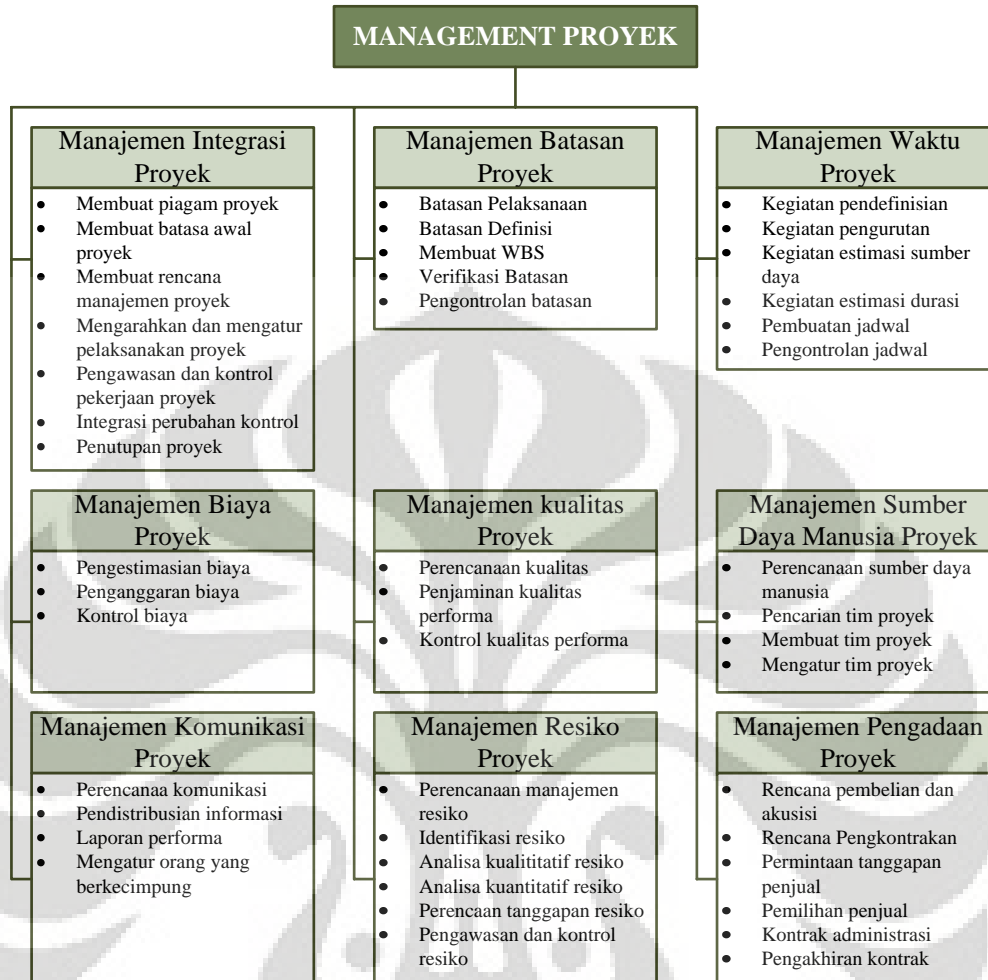 MANAGEMENT PROYEK
Manajemen Integrasi
Proyek
• Membuat piagam proyek
• Membuat batasa awal
proyek
• Membuat rencana
manajemen proyek
• Mengarahkan dan mengatur
pelaksanakan proyek
• Pengawasan dan kontrol
pekerjaan proyek
• Integrasi perubahan kontrol
• Penutupan proyek
Manajemen Batasan
Proyek
• Batasan Pelaksanaan
• Batasan Definisi
• Membuat WBS
• Verifikasi Batasan
• Pengontrolan batasan
Manajemen Waktu
Proyek
• Kegiatan pendefinisian
• Kegiatan pengurutan
• Kegiatan estimasi sumber
daya
• Kegiatan estimasi durasi
• Pembuatan jadwal
• Pengontrolan jadwal
Manajemen Biaya
Proyek
• Pengestimasian biaya
• Penganggaran biaya
• Kontrol biaya
Manajemen kualitas
Proyek
• Perencanaan kualitas
• Penjaminan kualitas
performa
• Kontrol kualitas performa
Manajemen Sumber
Daya Manusia Proyek
• Perencanaan sumber daya
manusia
• Pencarian tim proyek
• Membuat tim proyek
• Mengatur tim proyek
Manajemen Komunikasi
Proyek
• Perencanaa komunikasi
• Pendistribusian informasi
• Laporan performa
• Mengatur orang yang
berkecimpung
Manajemen Resiko
Proyek
• Perencanaan manajemen
resiko
• Identifikasi resiko
• Analisa kualititatif resiko
• Analisa kuantitatif resiko
• Perencaan tanggapan resiko
• Pengawasan dan kontrol
resiko
Manajemen Pengadaan
Proyek
• Rencana pembelian dan
akusisi
• Rencana Pengkontrakan
• Permintaan tanggapan
penjual
• Pemilihan penjual
• Kontrak administrasi
• Pengakhiran kontrak